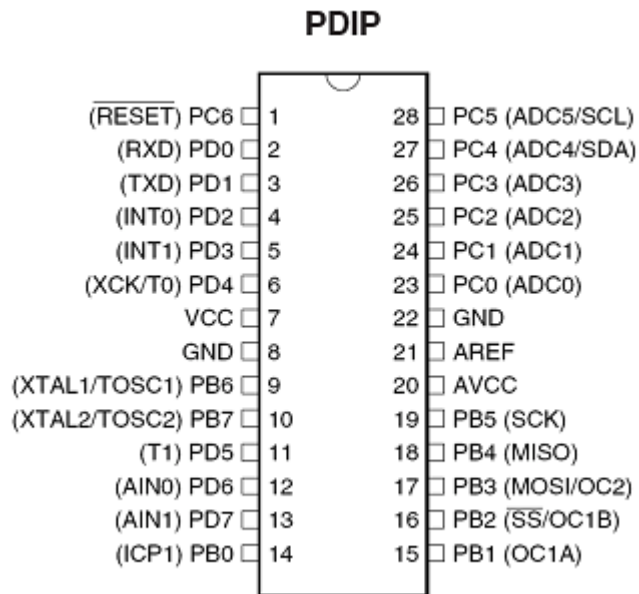 PDIP
(RESET) PC6 1 28 PC5 (ADC5/SCL)
(RXD) PD0 2 27 PC4 (ADC4/SDA)
(TXD) PD1 3 26 PC3 (ADC3)
(INT0) PD2 4 25 PC2 (ADC2)
(INT1) PD3 5 24 PC1 (ADC1)
(XCK/T0) PD4 6 23 PC0 (ADC0)
VCC 7 22 GND
GND 8 21 AREF
(XTAL1/TOSC1) PB6 9 20 AVCC
(XTAL2/TOSC2) PB7 10 19 PB5 (SCK)
(T1) PD5 11 18 PB4 (MISO)
(AIN0) PD6 12 17 PB3 (MOSI/OC2)
(AIN1) PD7 13 16 PB2 (SS/OC1B)
(ICP1) PB0 14 15 PB1 (OC1A)